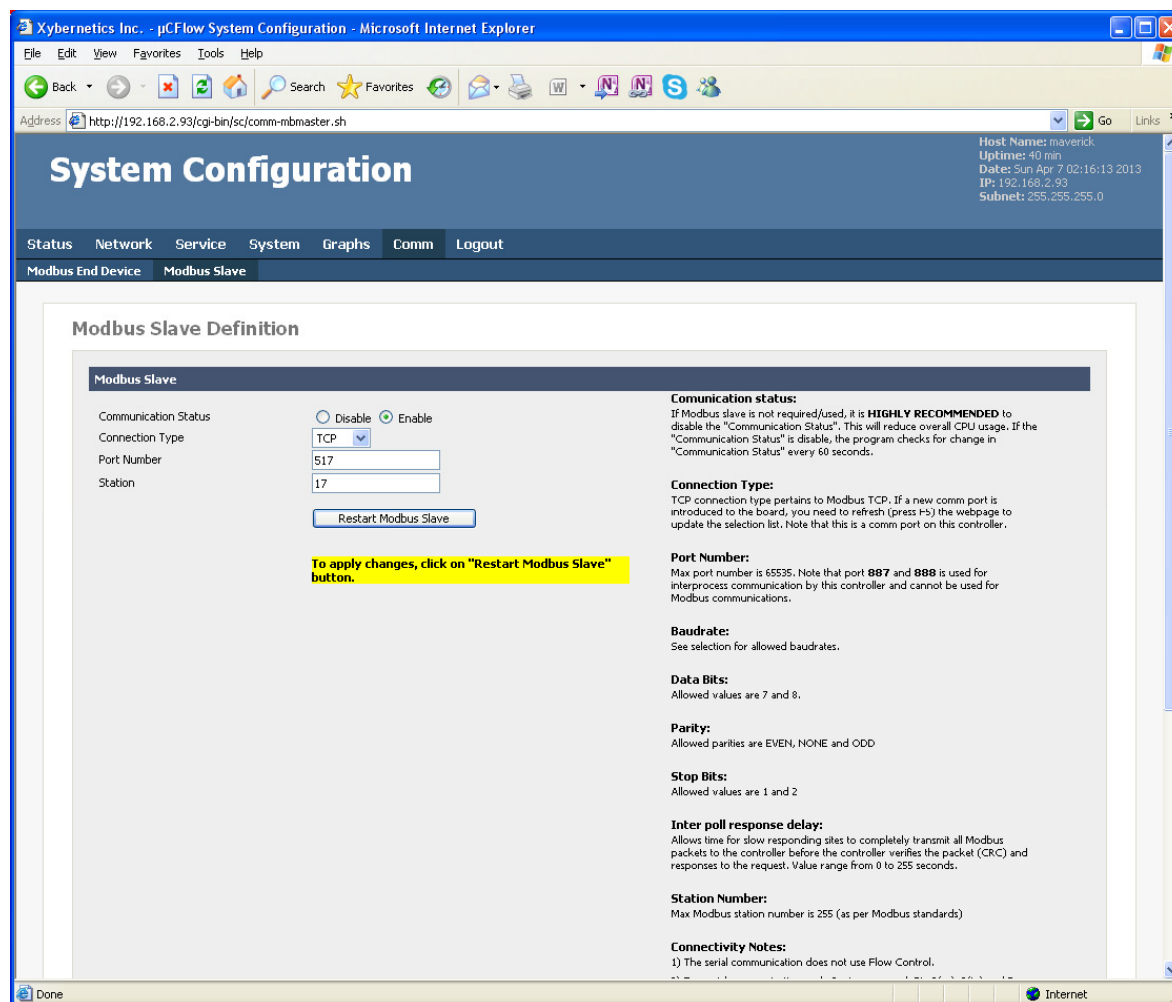 Xybernetics Inc. - µCFlow System Configuration - Microsoft Internet Explorer
File Edit View Favorites Tools Help
Back Search Favorites
Address http://192.168.2.93/cgi-bin/sc/comm-mbmaster.sh Go Links
Host Name: maverick
Uptime: 40 min
Date: Sun Apr 7 02:16:13 2013
IP: 192.168.2.93
Subnet: 255.255.255.0
System Configuration
Status Network Service System Graphs Comm Logout
Modbus End Device Modbus Slave
Modbus Slave Definition
Modbus Slave
Communication Status Disable Enable
Connection Type TCP
Port Number 517
Station 17
Restart Modbus Slave
To apply changes, click on "Restart Modbus Slave"
button.
Comunication status:
If Modbus slave is not required/used, it is HIGHLY RECOMMENDED to
disable the "Communication Status". This will reduce overall CPU usage. If the
"Communication Status" is disable, the program checks for change in
"Communication Status" every 60 seconds.
Connection Type:
TCP connection type pertains to Modbus TCP. If a new comm port is
introduced to the board, you need to refresh (press F5) the webpage to
update the selection list. Note that this is a comm port on this controller.
Port Number:
Max port number is 65535. Note that port 887 and 888 is used for
interprocess communication by this controller and cannot be used for
Modbus communications.
Baudrate:
See selection for allowed baudrates.
Data Bits:
Allowed values are 7 and 8.
Parity:
Allowed parities are EVEN, NONE and ODD
Stop Bits:
Allowed values are 1 and 2
Inter poll response delay:
Allows time for slow responding sites to completely transmit all Modbus
packets to the controller before the controller verifies the packet (CRC) and
responses to the request. Value range from 0 to 255 seconds.
Station Number:
Max Modbus station number is 255 (as per Modbus standards)
Connectivity Notes:
1) The serial communication does not use Flow Control.
Done Internet